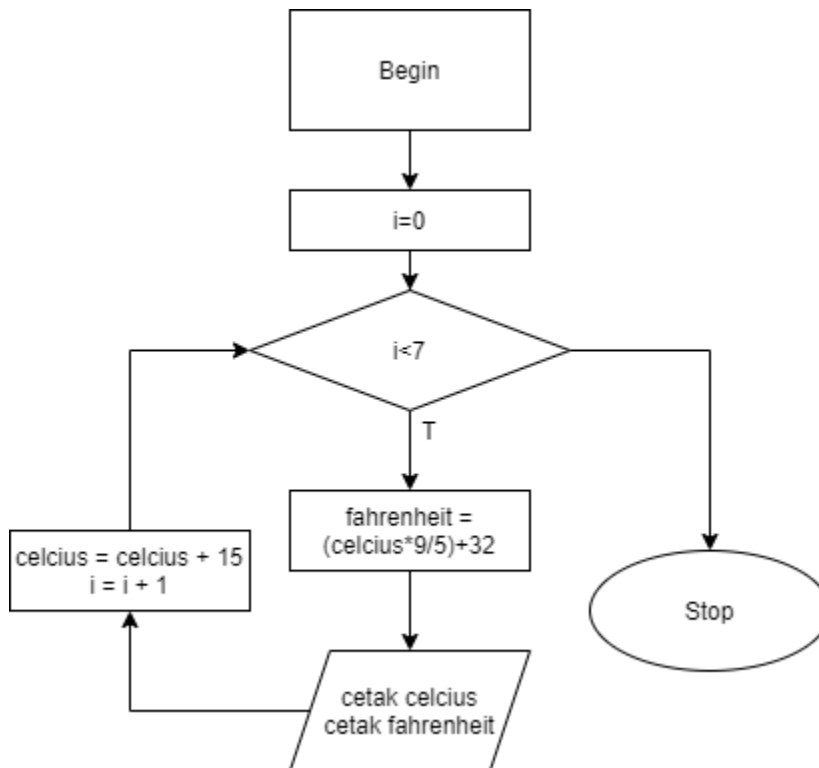 Begin
i=0
i<7
T
fahrenheit =
(celcius*9/5)+32
celcius = celcius + 15
i = i + 1
Stop
cetak celcius
cetak fahrenheit